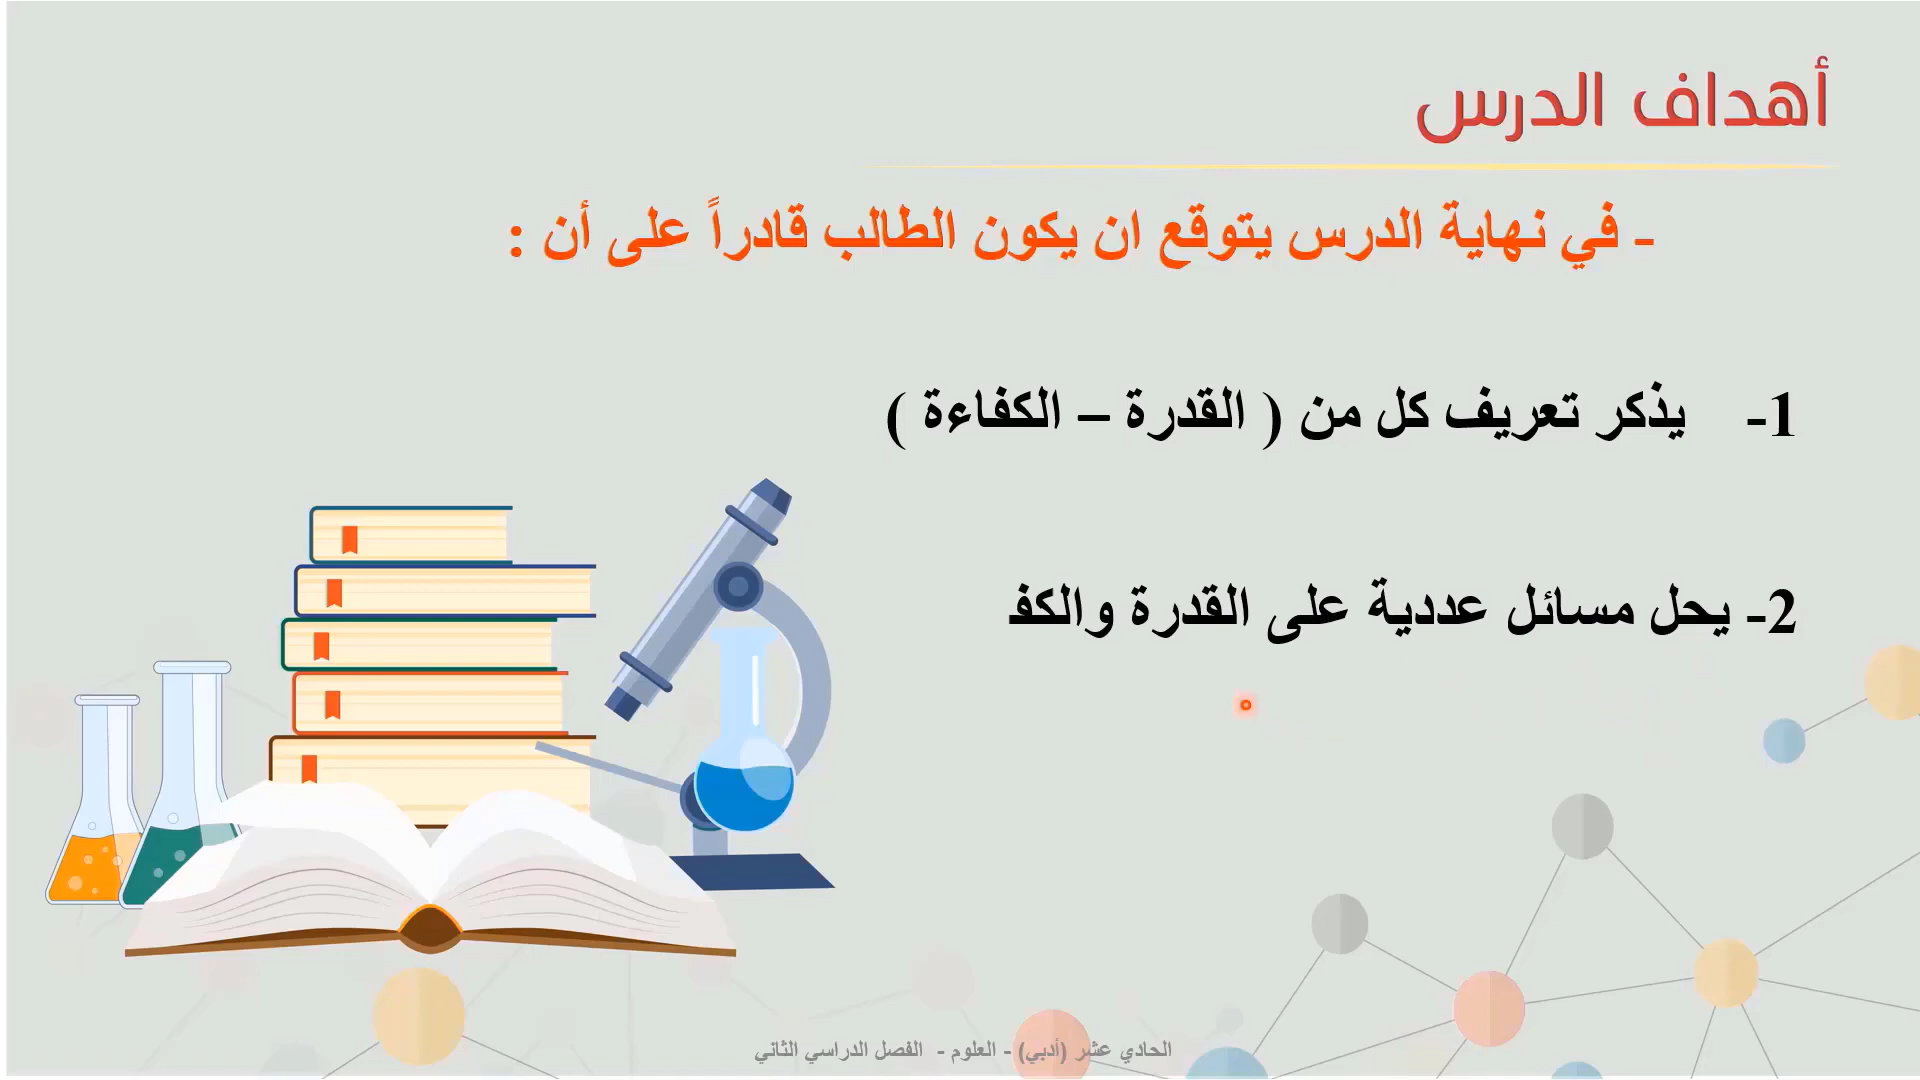 أهداف الدرس
- في نهاية الدرس يتوقع ان يكون الطالب قادراً على أن :
1- يذكر تعريف كل من ( القدرة – الكفاءة )
2- يحل مسائل عددية على القدرة والكف
الحادي عشر (أدبي) - العلوم - الفصل الدراسي الثاني